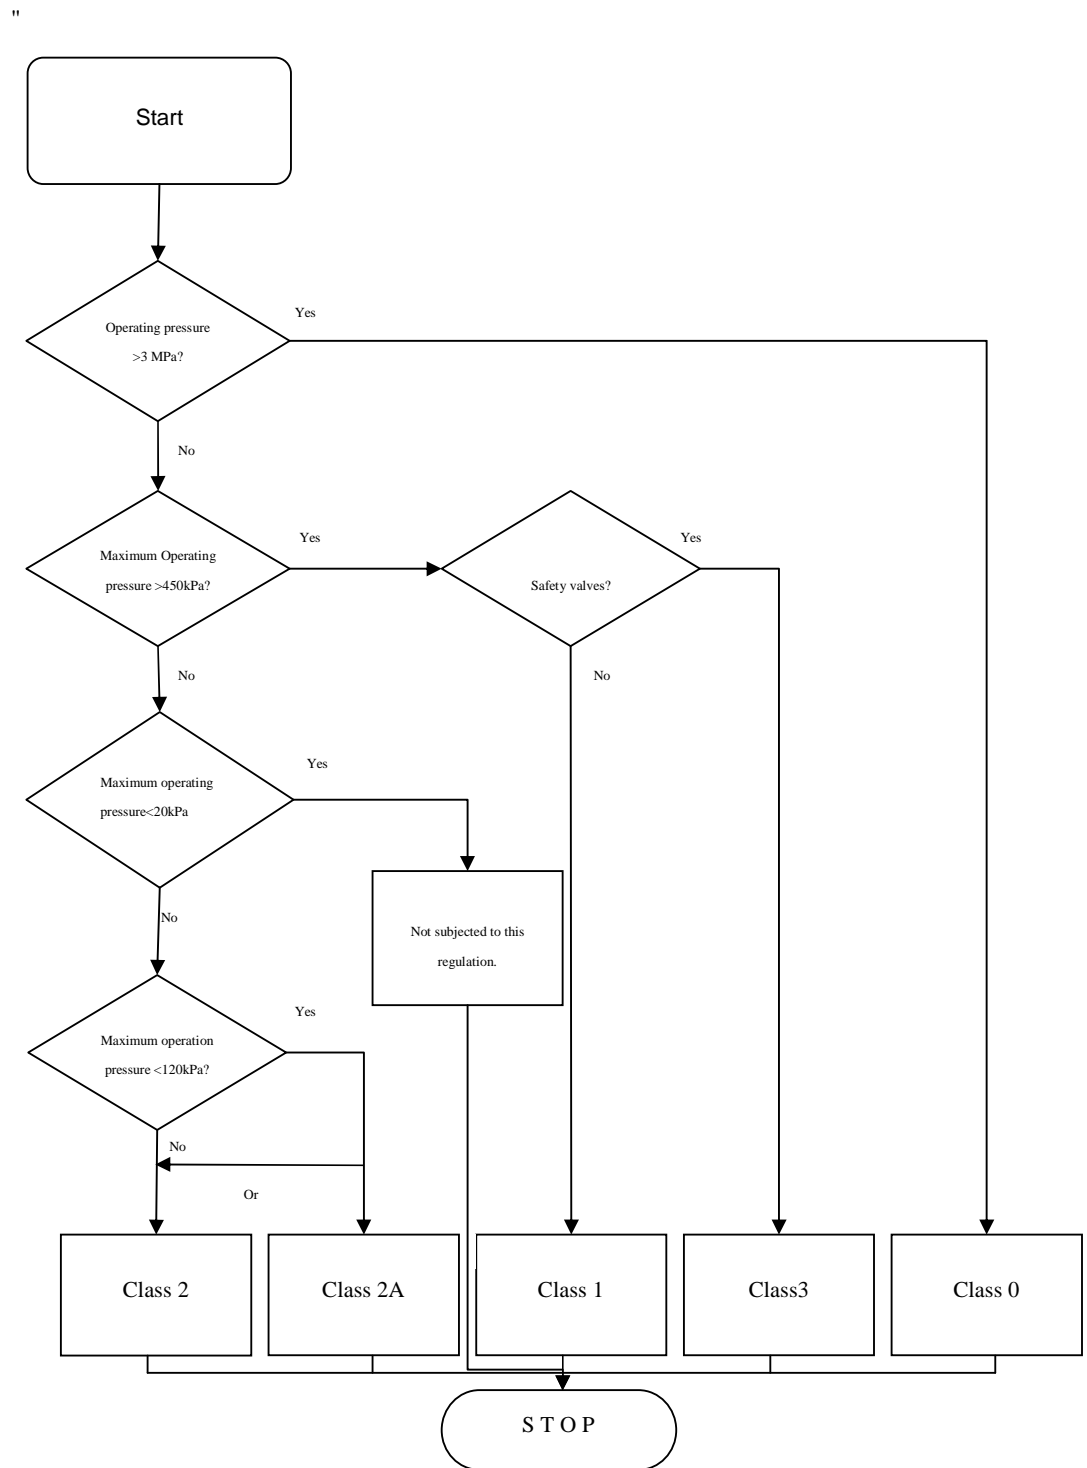 "
Start
Yes
Operating pressure
>3 MPa?
No
Yes
Yes
Maximum Operating
pressure >450kPa?
Safety valves?
No
No
Yes
Maximum operating
pressure<20kPa
No
Not subjected to this
regulation.
Yes
Maximum operation
pressure <120kPa?
No
Or
Class 2
Class 2A
Class 1
Class3
Class 0
S T O P